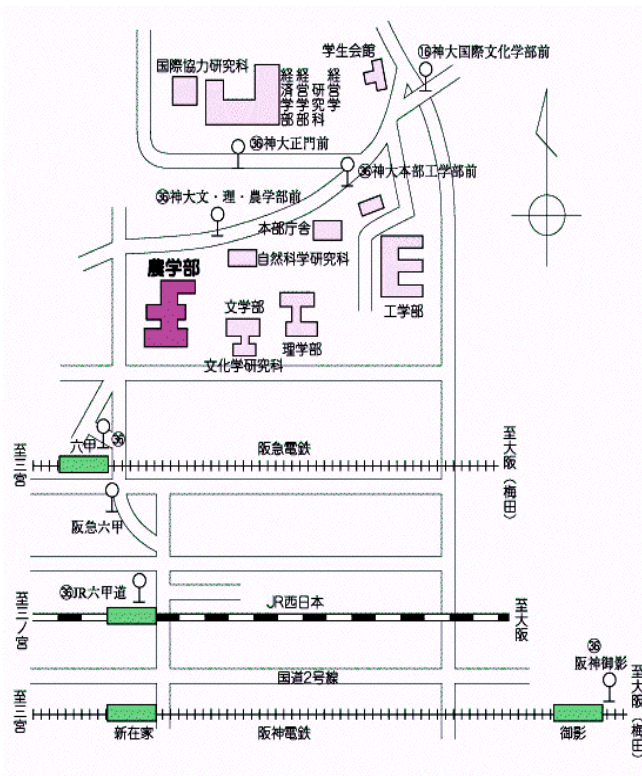 学生会館
⑯神大国際文化学部前
国際協力研究科
経済学部
経営学部
経営学研究科
㊱神大正門前
㊱神大本部工学部前
㊱神大文・理・農学部前
本部庁舎
自然科学研究科
農学部
工学部
文学部
理学部
文化学研究科
六甲
㊱
阪急電鉄
至三宮
至大阪(梅田)
阪急六甲
㊱JR六甲道
JR西日本
至三ノ宮
至大阪
㊱
阪神御影
国道2号線
至三宮
至大阪(梅田)
新在家
阪神電鉄
御影